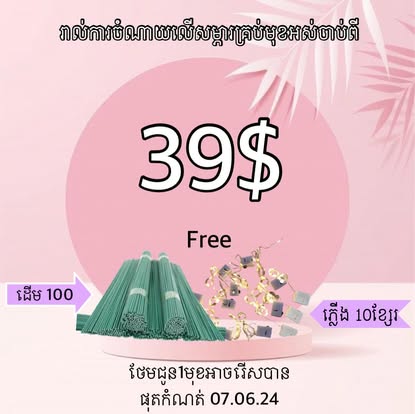 រាល់ការចំណាយលើសម្ភារគ្រប់មុខអស់ចាប់ពី
39$
Free
ដើម 100
ភ្លើង 10ខ្សែរ
ថែមជូន1មុខអាចរើសបាន
ផុតកំណត់ 07.06.24